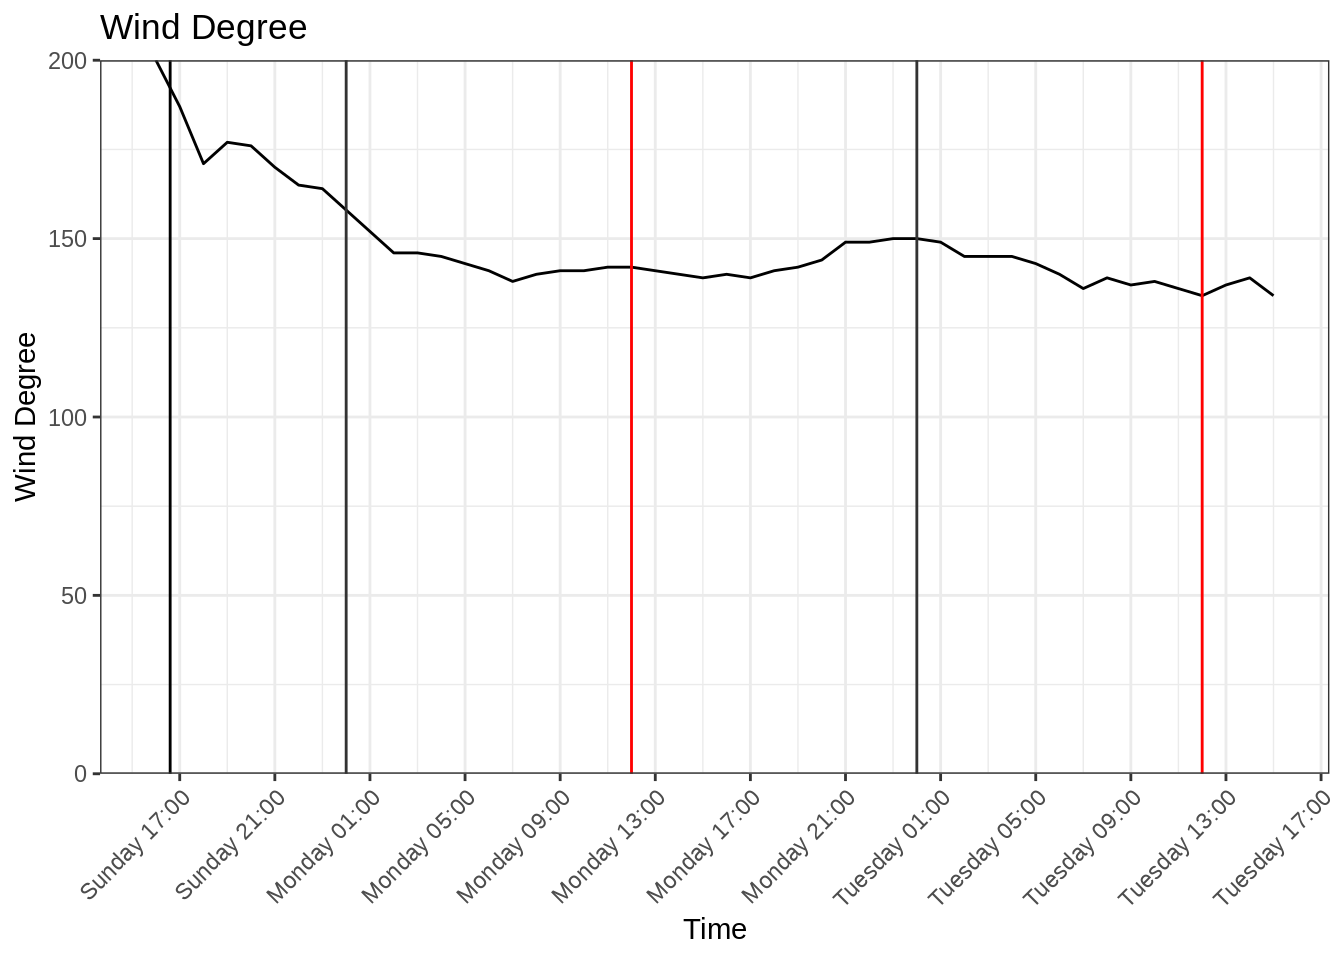 Wind Degree
Wind Degree
200
150
100
50
0
Sunday 17:00
Sunday 21:00
Monday 01:00
Monday 05:00
Monday 09:00
Monday 13:00
Monday 17:00
Monday 21:00
Tuesday 01:00
Tuesday 05:00
Tuesday 09:00
Tuesday 13:00
Tuesday 17:00
Time